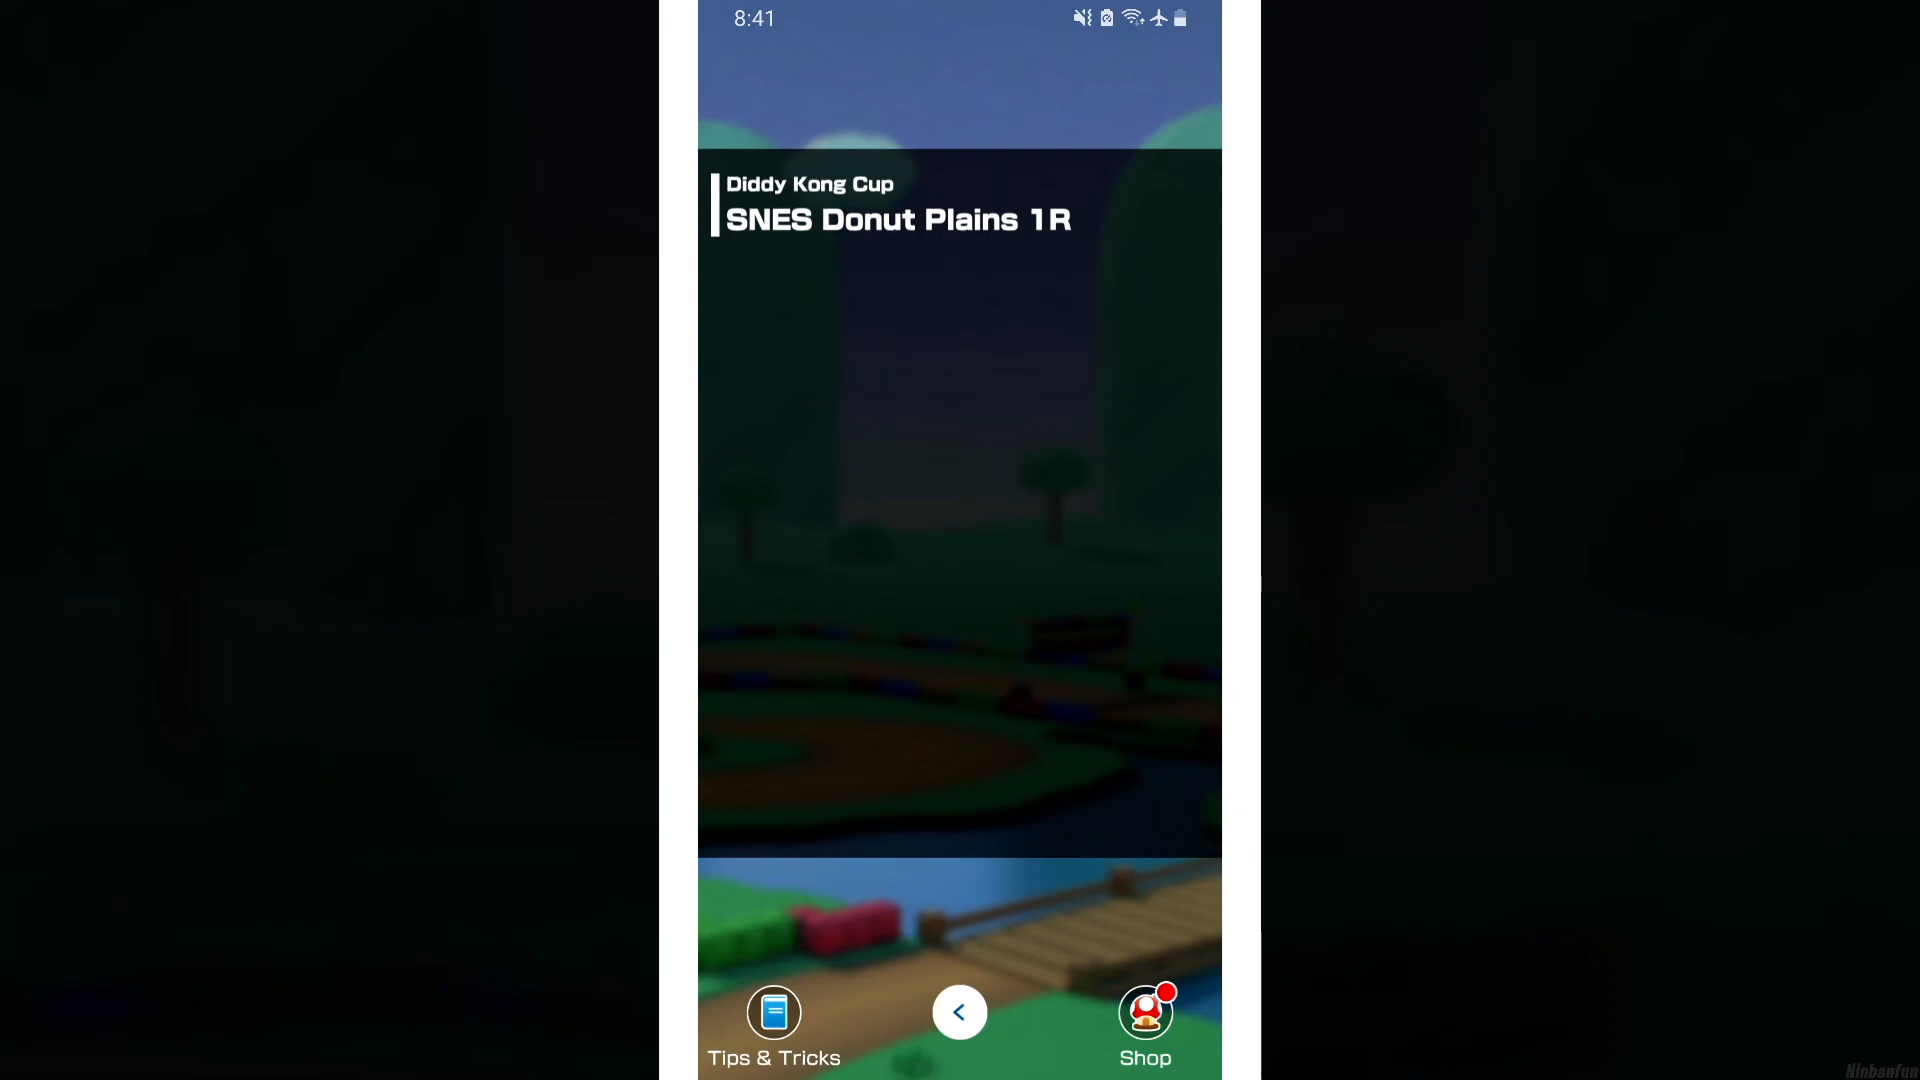 8:41
Diddy Kong Cup
SNES Donut Plains 1R
Tips & Tricks
Shop
Ninbanfun